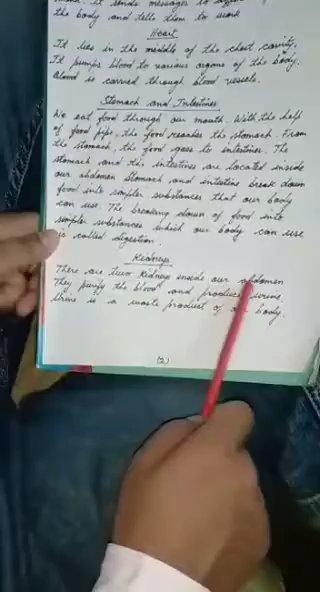 the body and tells them to work
Heart
It lies in the middle of the chest cavity.
It pumps blood to various organs of the body.
Blood is carried through blood vessels.
Stomach and Intestines
We eat food through our mouth. With the help
of food pipe, the food reaches the stomach. From
the stomach, the food goes to intestines. The
stomach and the intestines are located inside
our abdomen. Stomach and intestine break down
food into simpler substances that our body
can use. The breaking down of food into
simpler substances which our body can use
is called digestion.
Kidneys
There are two kidneys inside our abdomen
They purify the blood and produce urine.
Urine is a waste product of body.